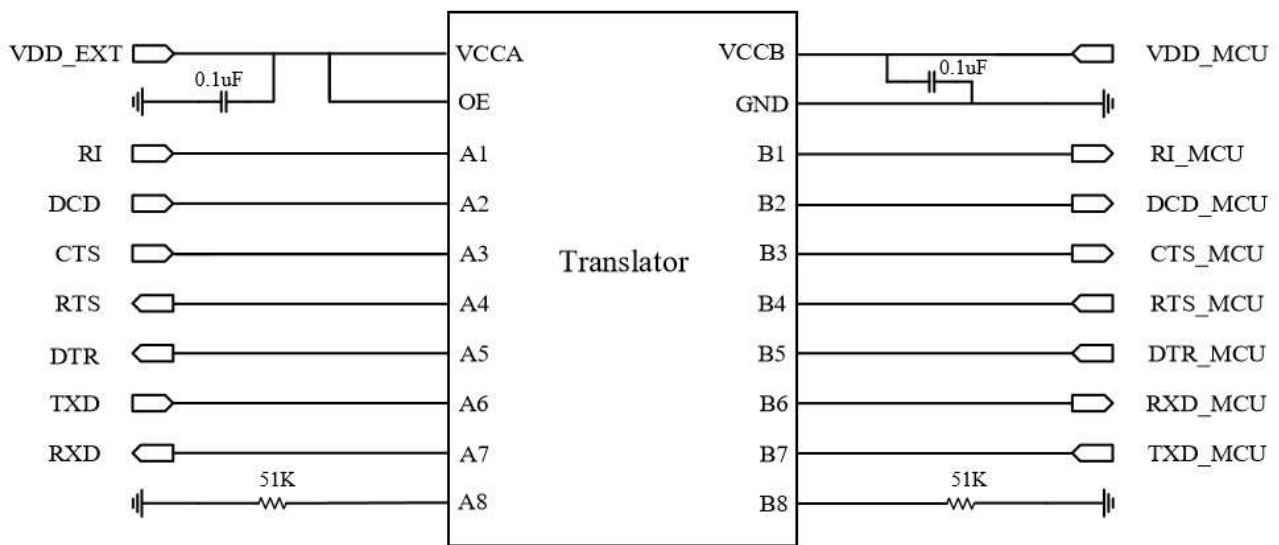 VDD_EXT VCCA VCCB VDD_MCU
0.1uF 0.1uF
OE GND
RI A1 B1 RI_MCU
DCD A2 B2 DCD_MCU
CTS A3 B3 CTS_MCU
Translator
RTS A4 B4 RTS_MCU
DTR A5 B5 DTR_MCU
TXD A6 B6 RXD_MCU
RXD A7 B7 TXD_MCU
51K 51K
A8 B8